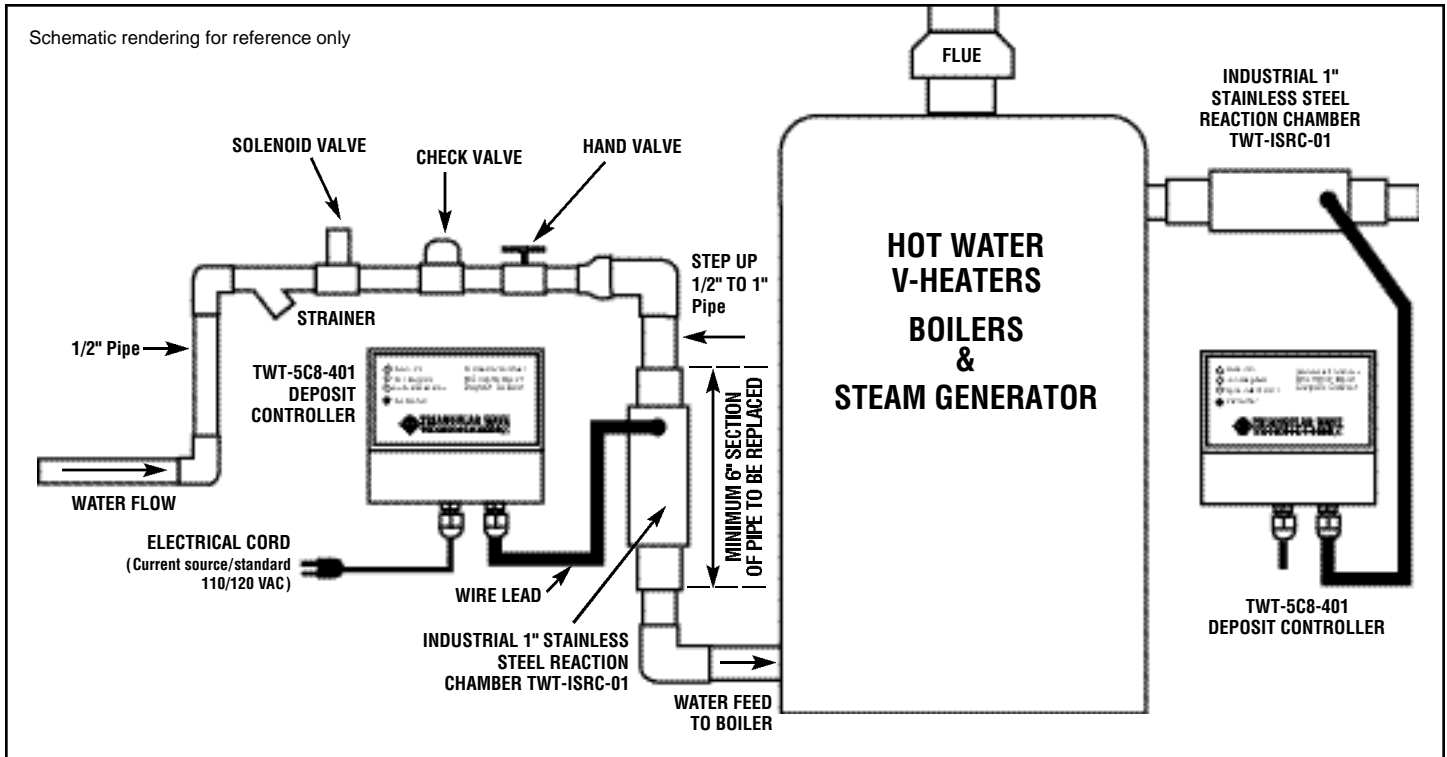 Schematic rendering for reference only
FLUE
INDUSTRIAL 1"
STAINLESS STEEL
REACTION CHAMBER
TWT-ISRC-01
SOLENOID VALVE
CHECK VALVE
HAND VALVE
STRAINER
1/2" Pipe
STEP UP
1/2" TO 1"
Pipe
TWT-5C8-401
DEPOSIT
CONTROLLER
HOT WATER
V-HEATERS
BOILERS
&
STEAM GENERATOR
MINIMUM 6" SECTION
OF PIPE TO BE REPLACED
WATER FLOW
ELECTRICAL CORD
(Current source/standard
110/120 VAC)
WIRE LEAD
INDUSTRIAL 1" STAINLESS
STEEL REACTION
CHAMBER TWT-ISRC-01
WATER FEED
TO BOILER
TWT-5C8-401
DEPOSIT CONTROLLER